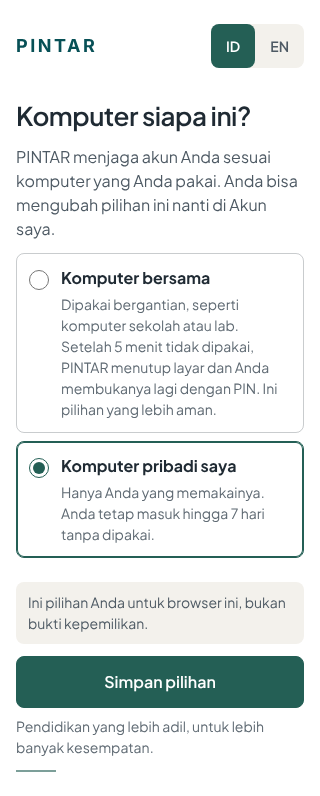 PINTAR
ID
EN
Komputer siapa ini?
PINTAR menjaga akun Anda sesuai
komputer yang Anda pakai. Anda bisa
mengubah pilihan ini nanti di Akun
saya.
Komputer bersama
Dipakai bergantian, seperti
komputer sekolah atau lab.
Setelah 5 menit tidak dipakai,
PINTAR menutup layar dan Anda
membukanya lagi dengan PIN. Ini
pilihan yang lebih aman.
Komputer pribadi saya
Hanya Anda yang memakainya.
Anda tetap masuk hingga 7 hari
tanpa dipakai.
Ini pilihan Anda untuk browser ini, bukan
bukti kepemilikan.
Simpan pilihan
Pendidikan yang lebih adil, untuk lebih
banyak kesempatan.